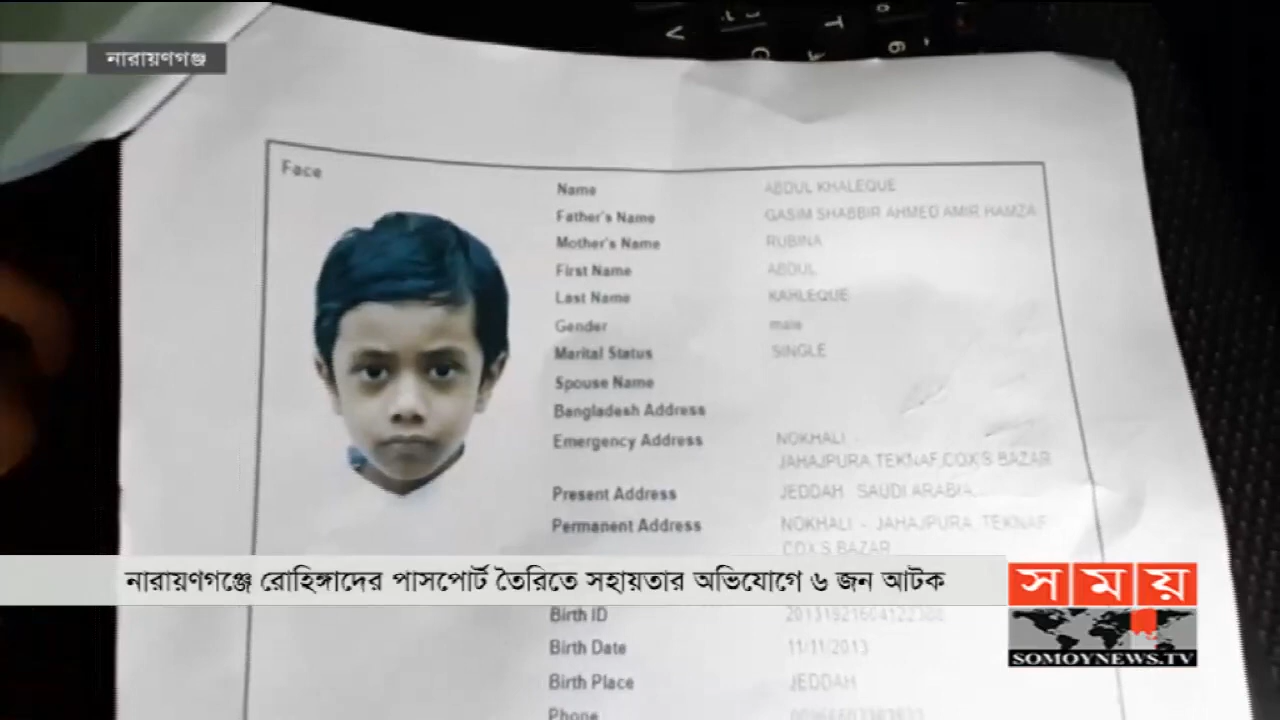 নারায়ণগঞ্জ
Face
Name ABDUL KHALEQUE
Father's Name GASIM SHABBIR AHMED AMIR HAMZA
Mother's Name RUBINA
First Name ABDUL
Last Name KAHLEQUE
Gender male
Marital Status SINGLE
Spouse Name
Bangladesh Address
Emergency Address NOKHALI -
JAHAJPURA,TEKNAF,COX'S BAZAR
Present Address JEDDAH SAUDI ARABIA
Permanent Address NOKHALI - JAHAJPURA, TEKNAF
COX,S BAZAR
নারায়ণগঞ্জে রোহিঙ্গাদের পাসপোর্ট তৈরিতে সহায়তার অভিযোগে ৬ জন আটক
সময়
SOMOYNEWS.TV
Birth ID
Birth Date 11/11/2013
Birth Place JEDDAH
Phone